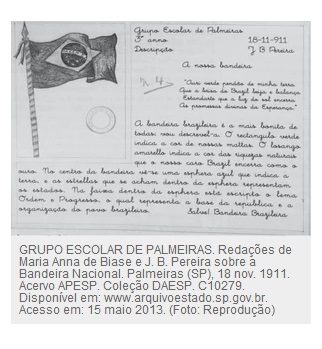 Grupo Escolar de Palmeiras
3º anno 18-11-911
Descripção J B Pereira
A nossa bandeira
"Auri verde pendão de minha terra
Que a brisa do Brazil beija e balança
Estandarte que a luz do sol encerra
As promessas divinas da Esperança"
A bandeira brazileira é a mais bonita de
todas: vou descrevel-a. O rectangulo verde
indica a cor de nossas mattas. O losango
amarello indica a cor das riquezas naturaes
que o nosso caro Brazil encerra como o
ouro. No centro da bandeira vê-se uma esphera azul que indica a
terra, e as estrellas que se acham dentro da esphera representam
os estados. Na faixa dentro da esphera está escripto o lema
Ordem e Progresso, o qual representa a base da republica e a
organização do povo brazileiro. Salve! Bandeira Brazileira
GRUPO ESCOLAR DE PALMEIRAS. Redações de
Maria Anna de Biase e J. B. Pereira sobre a
Bandeira Nacional. Palmeiras (SP), 18 nov. 1911.
Acervo APESP. Coleção DAESP. C10279.
Disponível em: www.arquivoestado.sp.gov.br.
Acesso em: 15 maio 2013. (Foto: Reprodução)